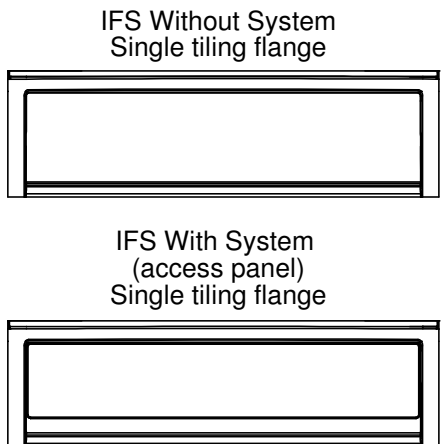 IFS Without System
Single tiling flange
IFS With System
(access panel)
Single tiling flange